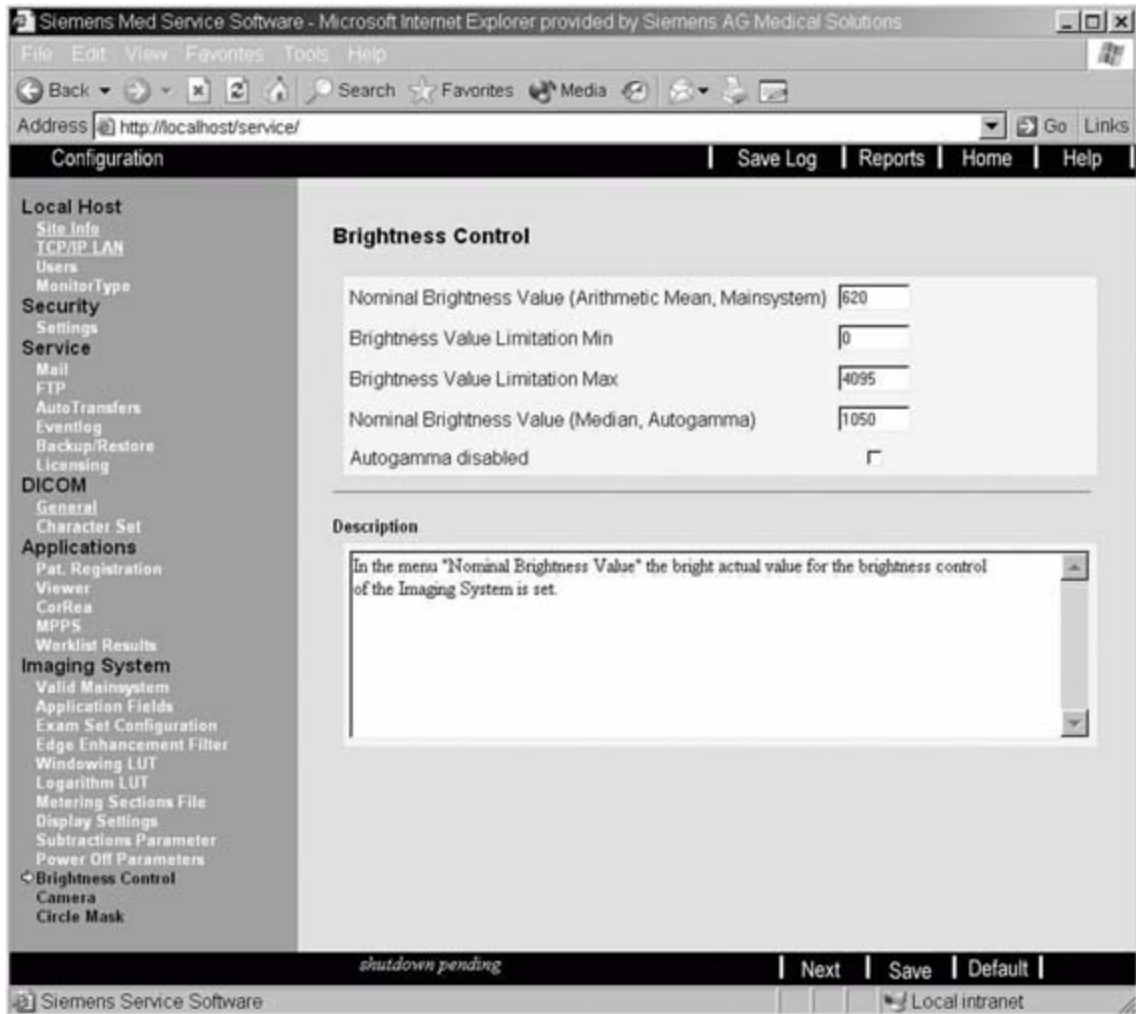 Siemens Med Service Software - Microsoft Internet Explorer provided by Siemens AG Medical Solutions
File Edit View Favorites Tools Help
Back Search Favorites Media
Address http://localhost/service/ Go Links
Configuration Save Log Reports Home Help
Local Host
Site Info
TCP/IP LAN
Users
MonitorType
Security
Settings
Service
Mail
FTP
AutoTransfers
Eventlog
Backup/Restore
Licensing
DICOM
General
Character Set
Applications
Pat. Registration
Viewer
CorRea
MPPS
Worklist Results
Imaging System
Valid Mainsystem
Application Fields
Exam Set Configuration
Edge Enhancement Filter
Windowing LUT
Logarithm LUT
Metering Sections File
Display Settings
Subtractions Parameter
Power Off Parameters
Brightness Control
Camera
Circle Mask
Brightness Control
Nominal Brightness Value (Arithmetic Mean, Mainsystem) 620
Brightness Value Limitation Min 0
Brightness Value Limitation Max 4095
Nominal Brightness Value (Median, Autogamma) 1050
Autogamma disabled
Description
In the menu "Nominal Brightness Value" the bright actual value for the brightness control
of the Imaging System is set.
shutdown pending Next Save Default
Siemens Service Software Local intranet